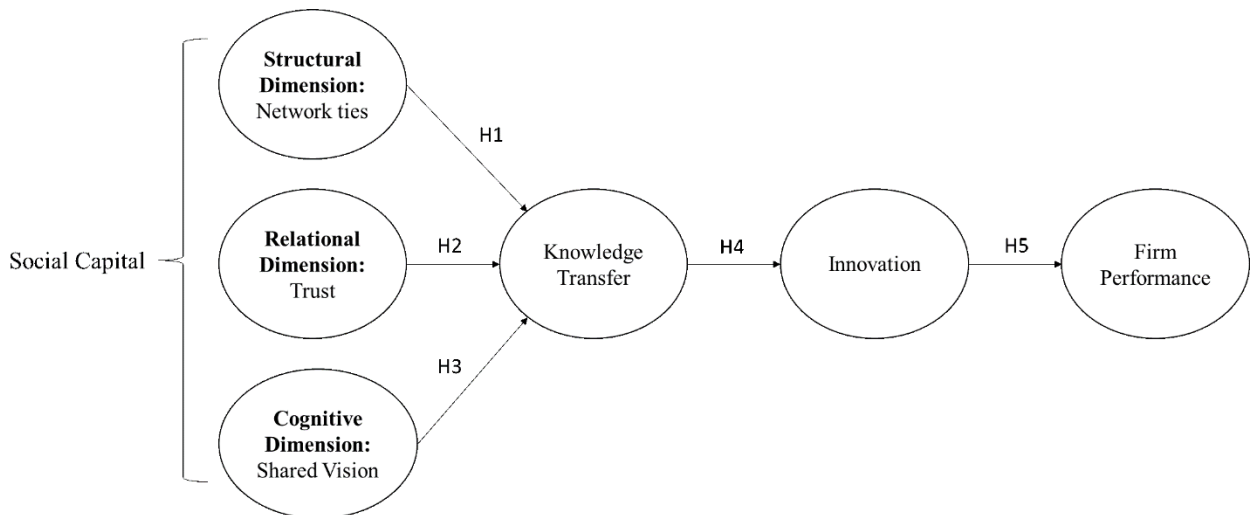 Social Capital
Structural
Dimension:
Network ties
Relational
Dimension:
Trust
Cognitive
Dimension:
Shared Vision
H1
H2
H3
Knowledge
Transfer
H4
Innovation
H5
Firm
Performance